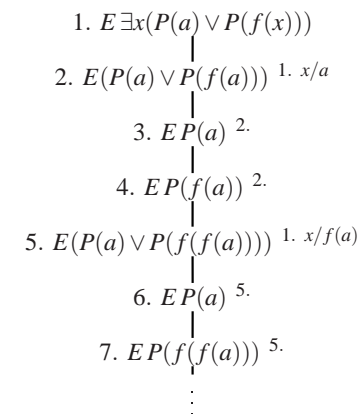 1. E ∃x(P(a) ∨ P(f(x)))
2. E(P(a) ∨ P(f(a))) 1. x/a
3. E P(a) 2.
4. E P(f(a)) 2.
5. E(P(a) ∨ P(f(f(a)))) 1. x/f(a)
6. E P(a) 5.
7. E P(f(f(a))) 5.
⋮